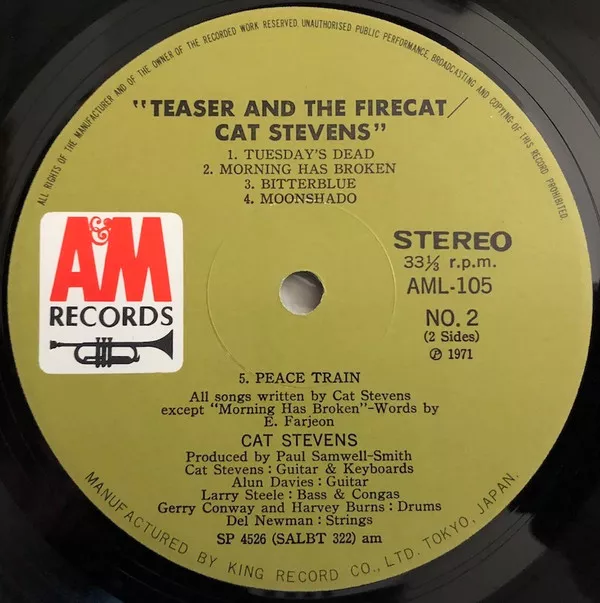 ALL RIGHTS OF THE MANUFACTURER AND OF THE OWNER OF THE RECORDED WORK RESERVED. UNAUTHORISED PUBLIC PERFORMANCE, BROADCASTING AND COPYING OF THIS RECORD PROHIBITED.
"TEASER AND THE FIRECAT/
CAT STEVENS"
1. TUESDAY'S DEAD
2. MORNING HAS BROKEN
3. BITTERBLUE
4. MOONSHADO
A&M
RECORDS
STEREO
33⅓ r.p.m.
AML-105
NO. 2
(2 Sides)
℗ 1971
5. PEACE TRAIN
All songs written by Cat Stevens
except "Morning Has Broken"-Words by
E. Farjeon
CAT STEVENS
Produced by Paul Samwell-Smith
Cat Stevens : Guitar & Keyboards
Alun Davies : Guitar
Larry Steele : Bass & Congas
Gerry Conway and Harvey Burns : Drums
Del Newman : Strings
SP 4526 (SALBT 322) am
MANUFACTURED BY KING RECORD CO., LTD. TOKYO, JAPAN.